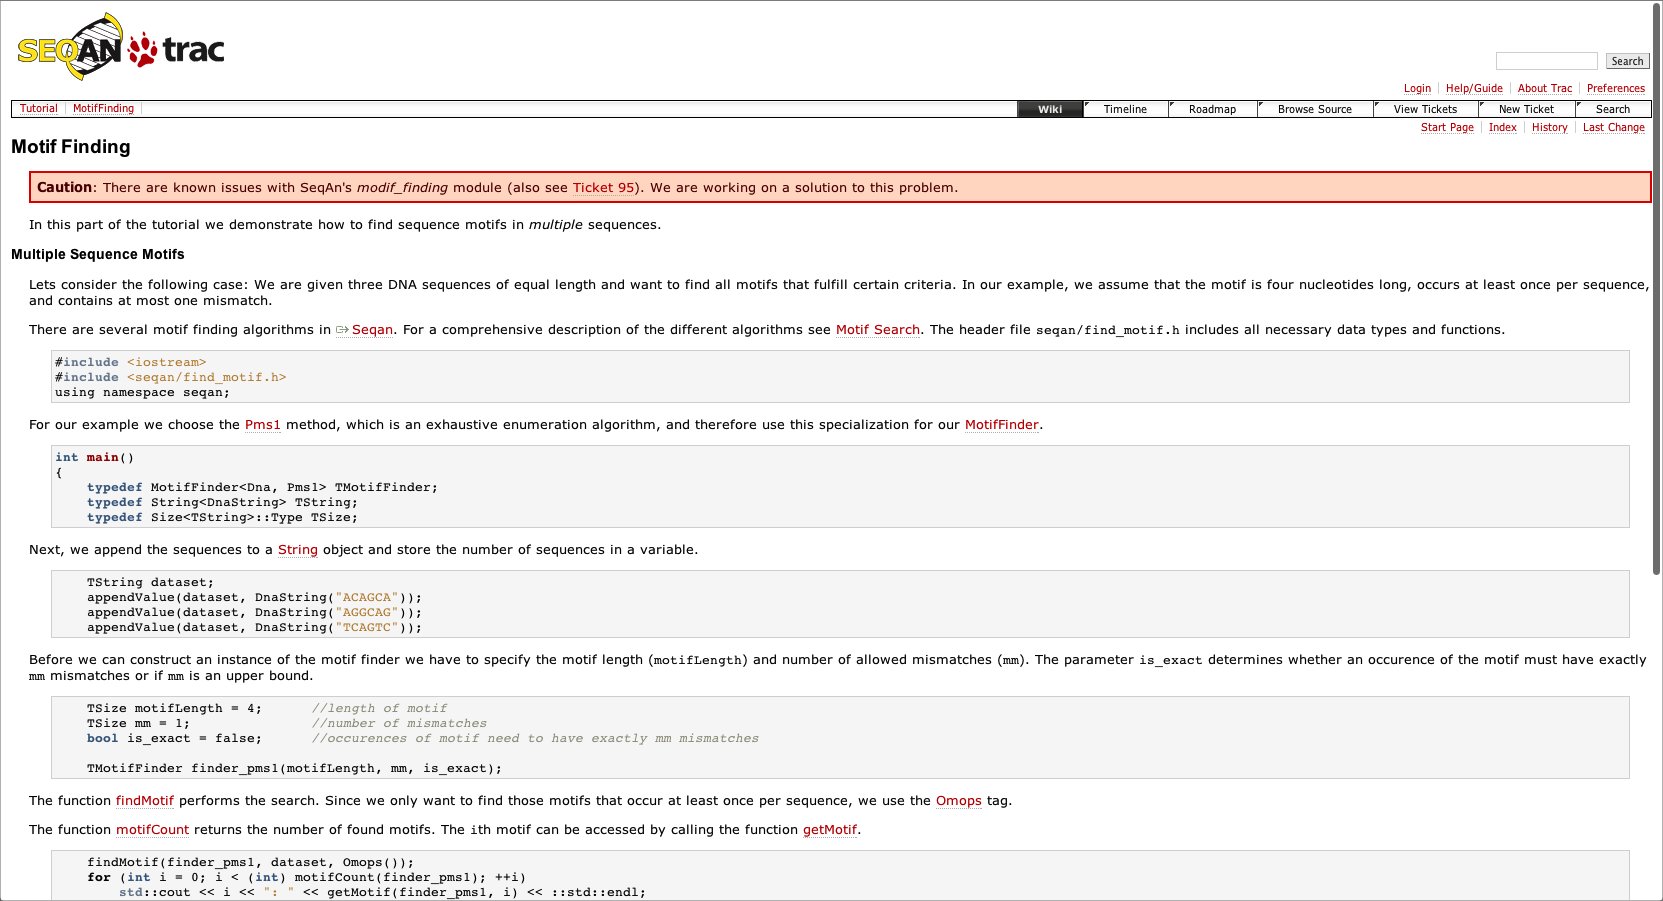 SEQAN trac
Search
Login Help/Guide About Trac Preferences
Tutorial MotifFinding Wiki Timeline Roadmap Browse Source View Tickets New Ticket Search
Start Page Index History Last Change
Motif Finding
Caution: There are known issues with SeqAn's modif_finding module (also see Ticket 95). We are working on a solution to this problem.
In this part of the tutorial we demonstrate how to find sequence motifs in multiple sequences.
Multiple Sequence Motifs
Lets consider the following case: We are given three DNA sequences of equal length and want to find all motifs that fulfill certain criteria. In our example, we assume that the motif is four nucleotides long, occurs at least once per sequence,
and contains at most one mismatch.
There are several motif finding algorithms in Seqan. For a comprehensive description of the different algorithms see Motif Search. The header file seqan/find_motif.h includes all necessary data types and functions.
#include <iostream>
#include <seqan/find_motif.h>
using namespace seqan;
For our example we choose the Pms1 method, which is an exhaustive enumeration algorithm, and therefore use this specialization for our MotifFinder.
int main()
{
typedef MotifFinder<Dna, Pms1> TMotifFinder;
typedef String<DnaString> TString;
typedef Size<TString>::Type TSize;
Next, we append the sequences to a String object and store the number of sequences in a variable.
TString dataset;
appendValue(dataset, DnaString("ACAGCA"));
appendValue(dataset, DnaString("AGGCAG"));
appendValue(dataset, DnaString("TCAGTC"));
Before we can construct an instance of the motif finder we have to specify the motif length (motifLength) and number of allowed mismatches (mm). The parameter is_exact determines whether an occurence of the motif must have exactly
mm mismatches or if mm is an upper bound.
TSize motifLength = 4; //length of motif
TSize mm = 1; //number of mismatches
bool is_exact = false; //occurences of motif need to have exactly mm mismatches
TMotifFinder finder_pms1(motifLength, mm, is_exact);
The function findMotif performs the search. Since we only want to find those motifs that occur at least once per sequence, we use the Omops tag.
The function motifCount returns the number of found motifs. The ith motif can be accessed by calling the function getMotif.
findMotif(finder_pms1, dataset, Omops());
for (int i = 0; i < (int) motifCount(finder_pms1); ++i)
std::cout << i << ": " << getMotif(finder_pms1, i) << ::std::endl;